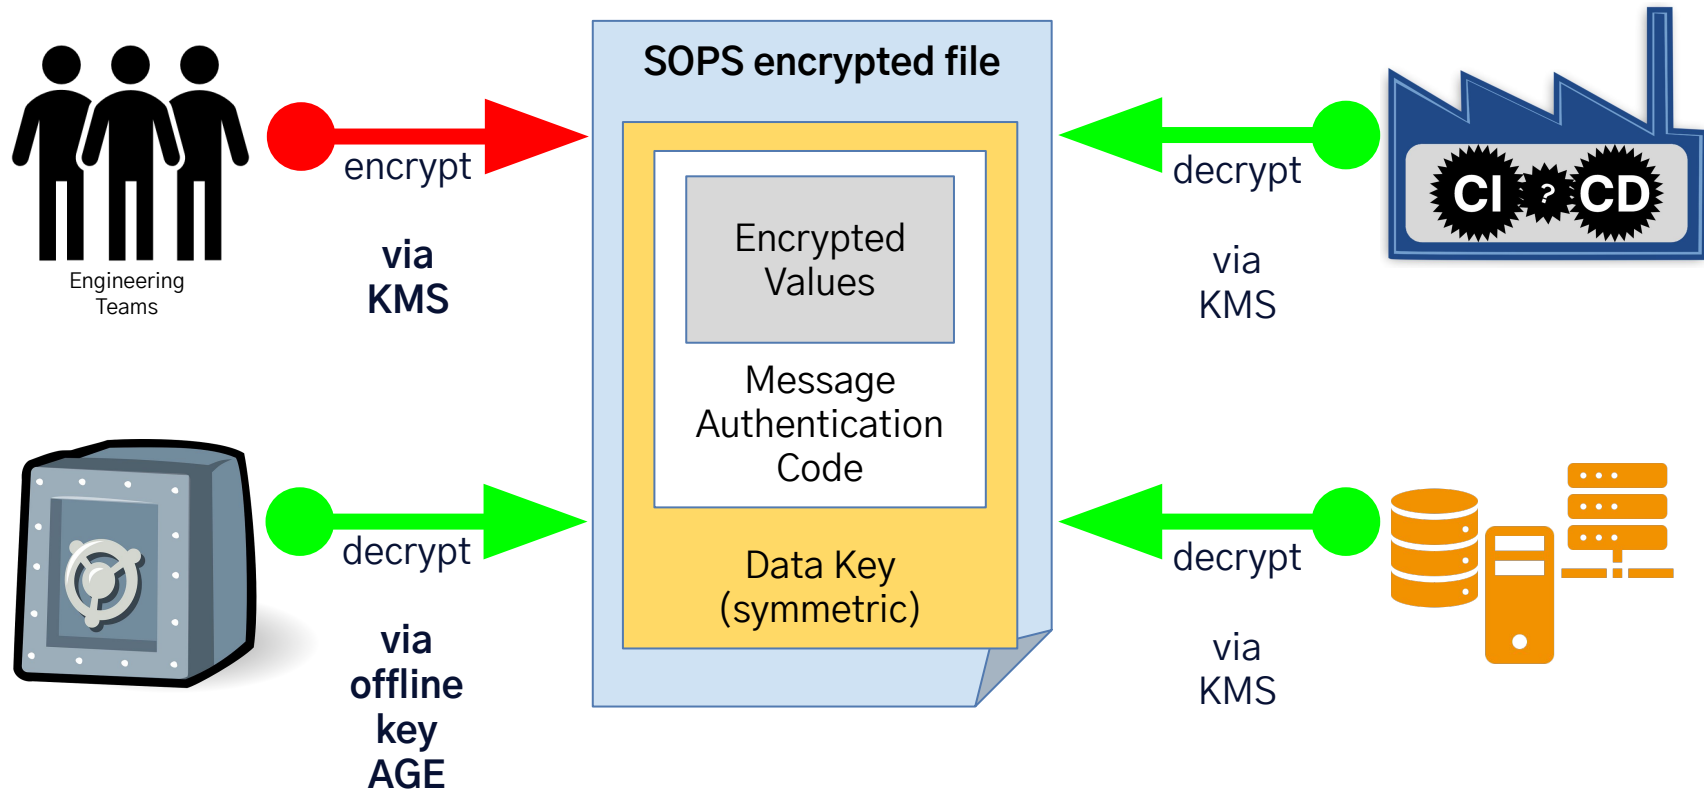 SOPS encrypted file
Engineering
Teams
encrypt
via
KMS
Encrypted
Values
Message
Authentication
Code
Data Key
(symmetric)
decrypt
via
KMS
CI ? CD
decrypt
via
offline
key
AGE
decrypt
via
KMS